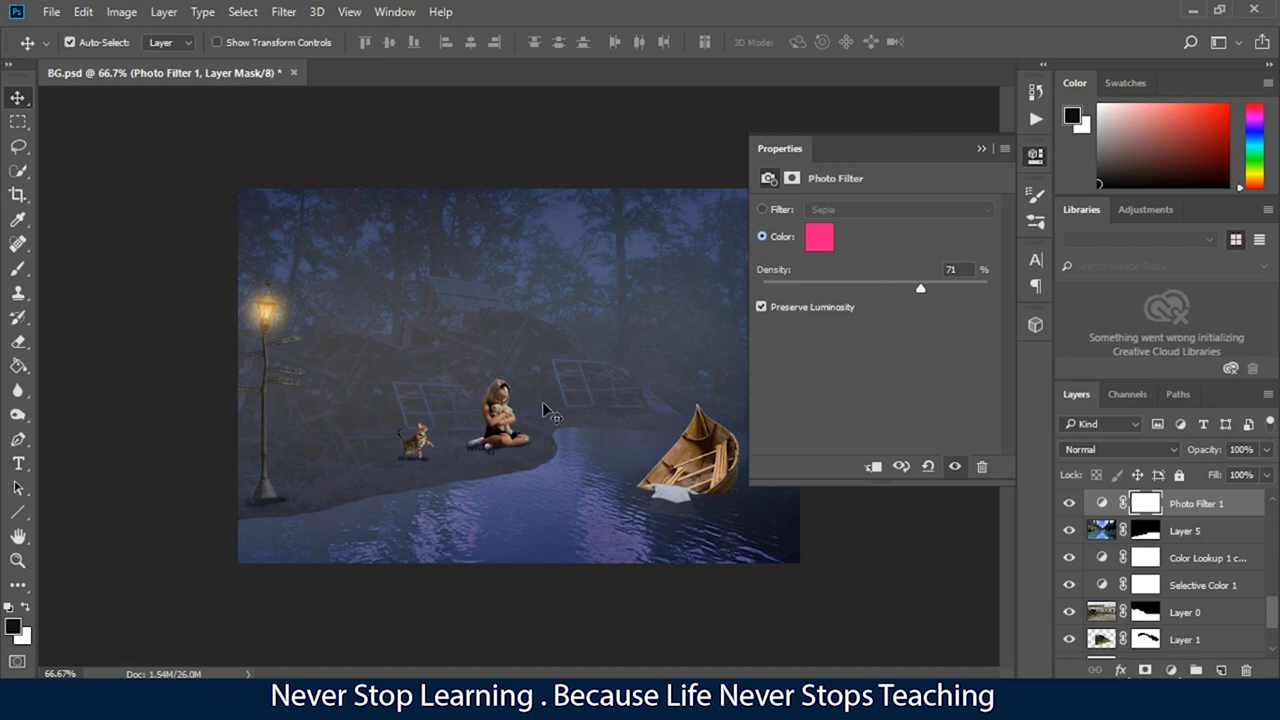 Ps File Edit Image Layer Type Select Filter 3D View Window Help
Auto-Select: Layer Show Transform Controls 3D Mode:
BG.psd @ 66.7% (Photo Filter 1, Layer Mask/8) * ×
Color Swatches
Properties
Photo Filter
Filter: Sepia
Color:
Density: 71 %
Preserve Luminosity
Libraries Adjustments
Search Adobe Stock
Something went wrong initializing
Creative Cloud Libraries
Layers Channels Paths
Kind
Normal Opacity: 100%
Lock: Fill: 100%
Photo Filter 1
Layer 5
Color Lookup 1 c...
Selective Color 1
Layer 0
Layer 1
66.67% Doc: 1.54M/26.0M
Never Stop Learning . Because Life Never Stops Teaching